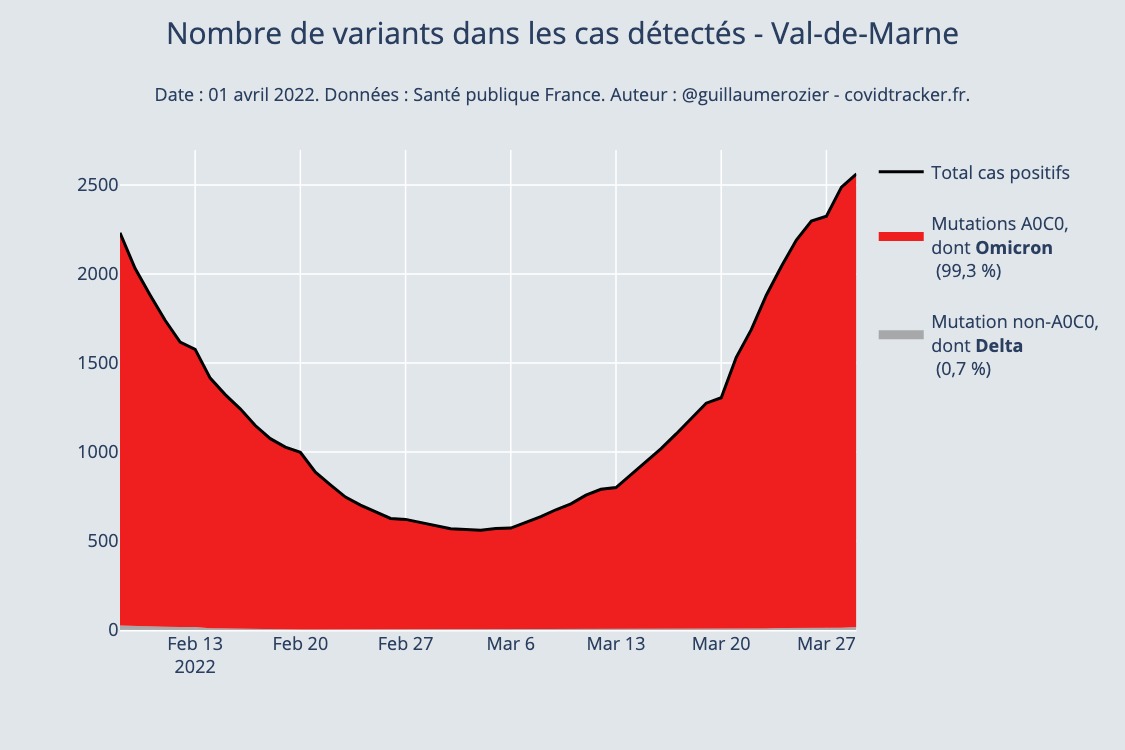 Nombre de variants dans les cas détectés - Val-de-Marne
Date : 01 avril 2022. Données : Santé publique France. Auteur : @guillaumerozier - covidtracker.fr.
2500
2000
1500
1000
500
0
Feb 13
2022
Feb 20
Feb 27
Mar 6
Mar 13
Mar 20
Mar 27
Total cas positifs
Mutations A0C0,
dont Omicron
(99,3 %)
Mutation non-A0C0,
dont Delta
(0,7 %)